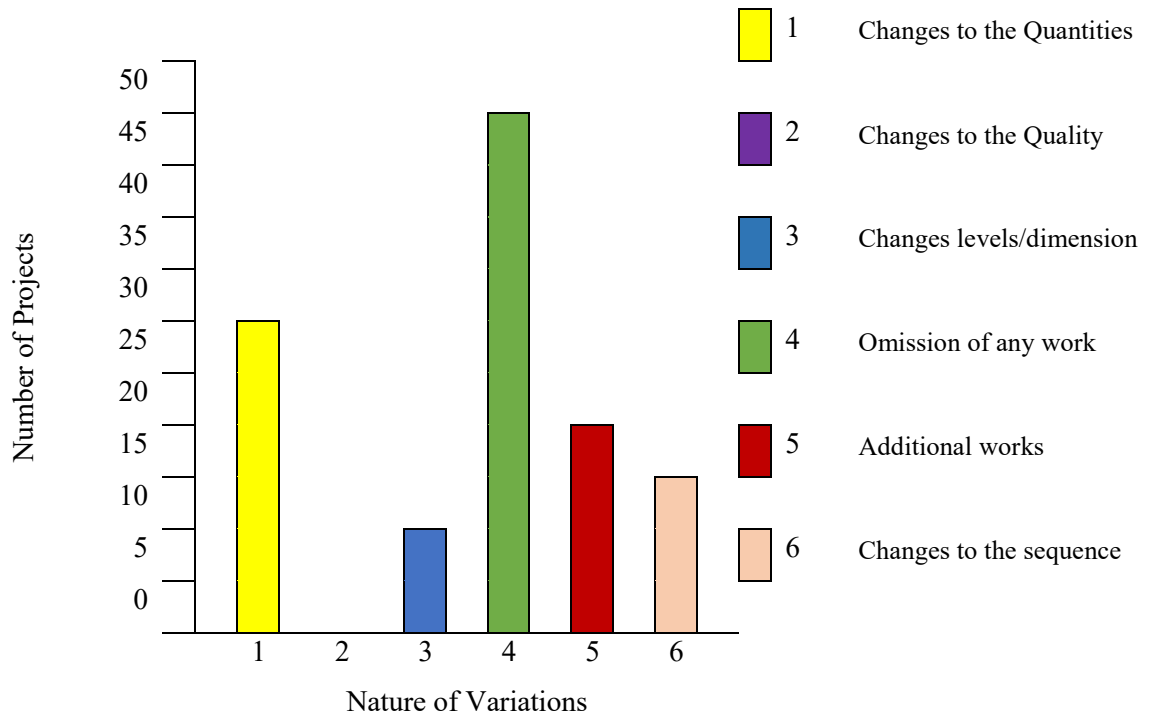 Number of Projects
50
45
40
35
30
25
20
15
10
5
0
1 2 3 4 5 6
Nature of Variations
1 Changes to the Quantities
2 Changes to the Quality
3 Changes levels/dimension
4 Omission of any work
5 Additional works
6 Changes to the sequence